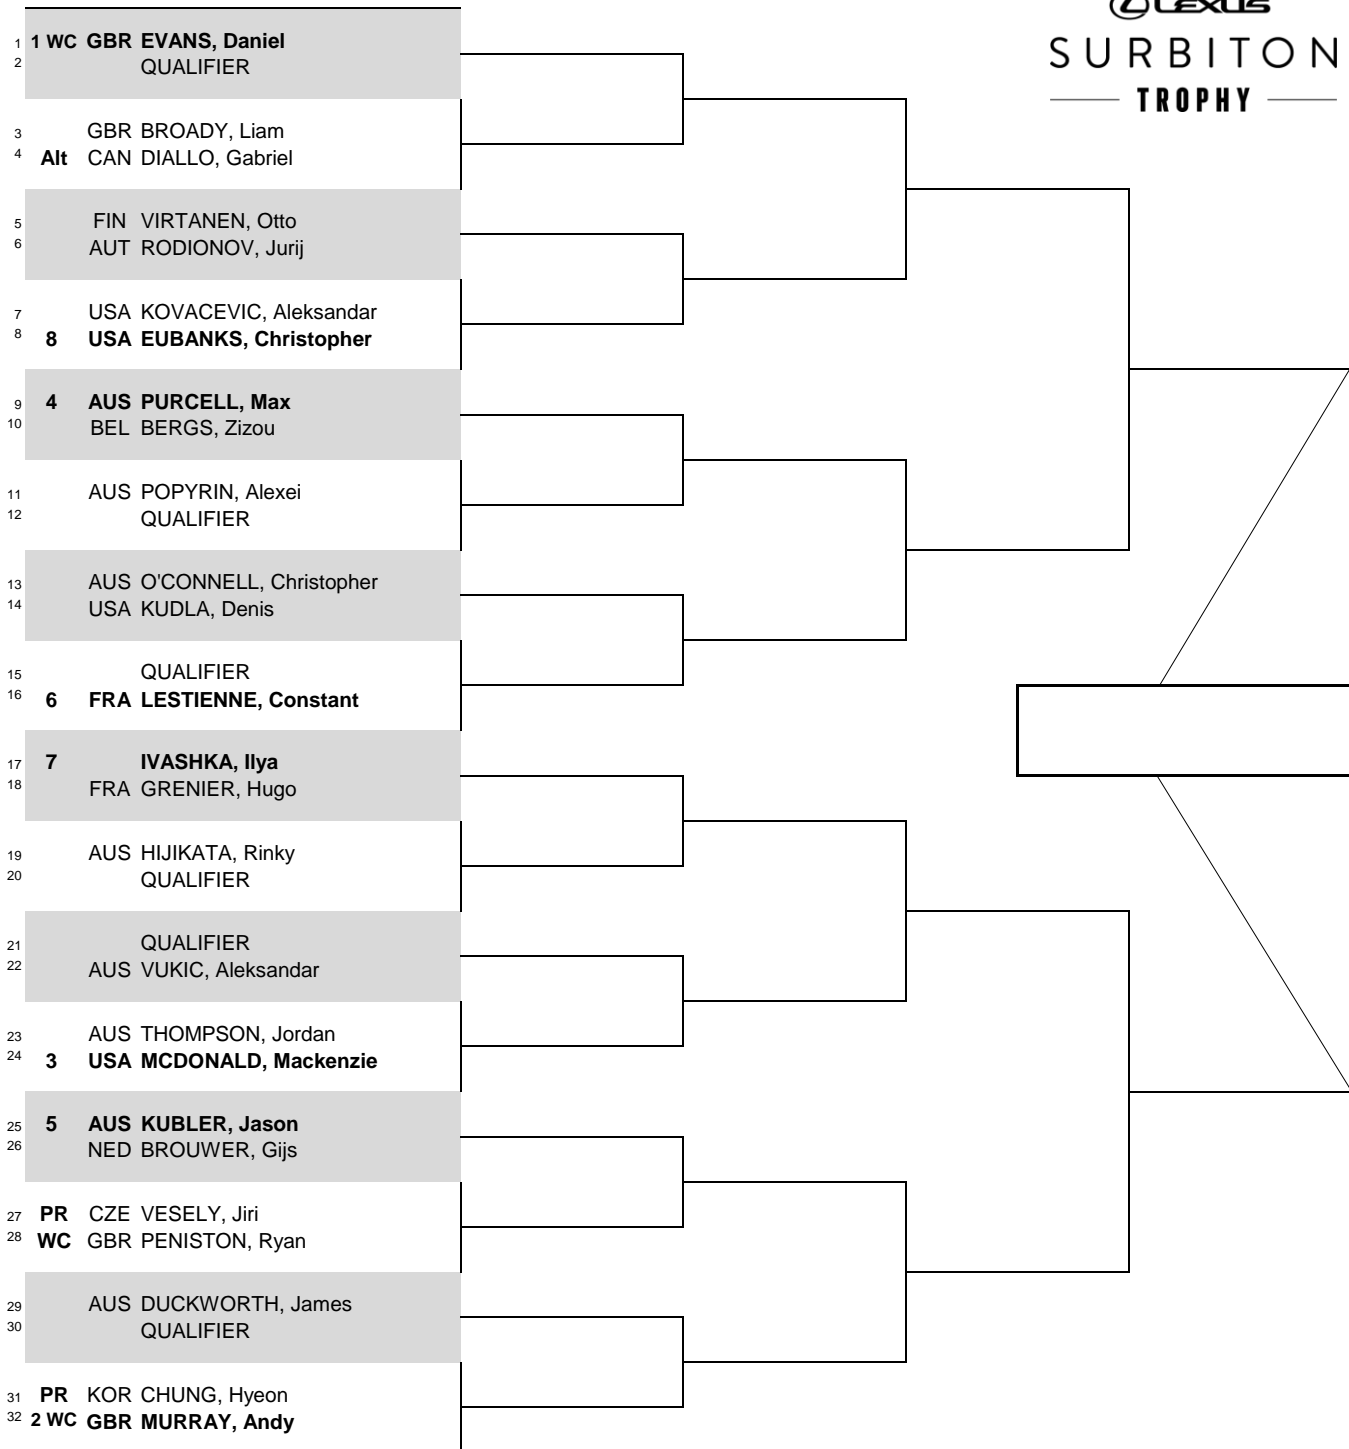 LEXUS
SURBITON
TROPHY
1 1 WC GBR EVANS, Daniel
2 QUALIFIER
3 GBR BROADY, Liam
4 Alt CAN DIALLO, Gabriel
5 FIN VIRTANEN, Otto
6 AUT RODIONOV, Jurij
7 USA KOVACEVIC, Aleksandar
8 8 USA EUBANKS, Christopher
9 4 AUS PURCELL, Max
10 BEL BERGS, Zizou
11 AUS POPYRIN, Alexei
12 QUALIFIER
13 AUS O'CONNELL, Christopher
14 USA KUDLA, Denis
15 QUALIFIER
16 6 FRA LESTIENNE, Constant
17 7 IVASHKA, Ilya
18 FRA GRENIER, Hugo
19 AUS HIJIKATA, Rinky
20 QUALIFIER
21 QUALIFIER
22 AUS VUKIC, Aleksandar
23 AUS THOMPSON, Jordan
24 3 USA MCDONALD, Mackenzie
25 5 AUS KUBLER, Jason
26 NED BROUWER, Gijs
27 PR CZE VESELY, Jiri
28 WC GBR PENISTON, Ryan
29 AUS DUCKWORTH, James
30 QUALIFIER
31 PR KOR CHUNG, Hyeon
32 2 WC GBR MURRAY, Andy